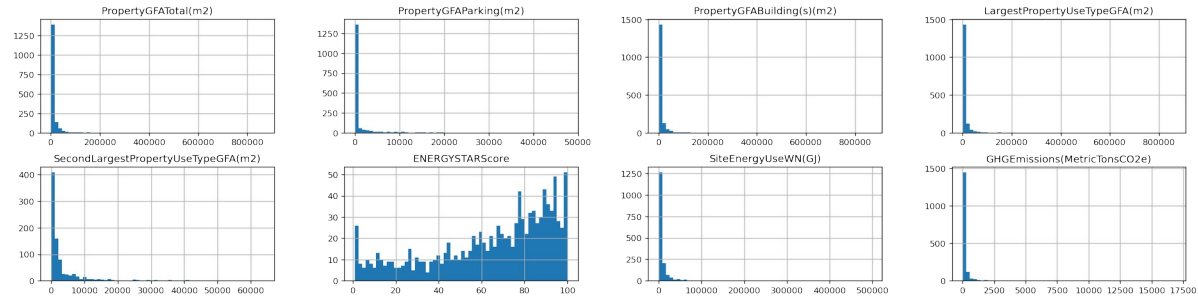 PropertyGFATotal(m2)
1250
1000
750
500
250
0
0 200000 400000 600000 800000
PropertyGFAParking(m2)
1250
1000
750
500
250
0
0 10000 20000 30000 40000 50000
PropertyGFABuilding(s)(m2)
1500
1000
500
0
0 200000 400000 600000 800000
LargestPropertyUseTypeGFA(m2)
1500
1000
500
0
0 200000 400000 600000 800000
SecondLargestPropertyUseTypeGFA(m2)
400
300
200
100
0
0 10000 20000 30000 40000 50000 60000
ENERGYSTARScore
50
40
30
20
10
0
0 20 40 60 80 100
SiteEnergyUseWN(GJ)
1250
1000
750
500
250
0
0 100000 200000 300000 400000 500000
GHGEmissions(MetricTonsCO2e)
1500
1000
500
0
0 2500 5000 7500 10000 12500 15000 17500